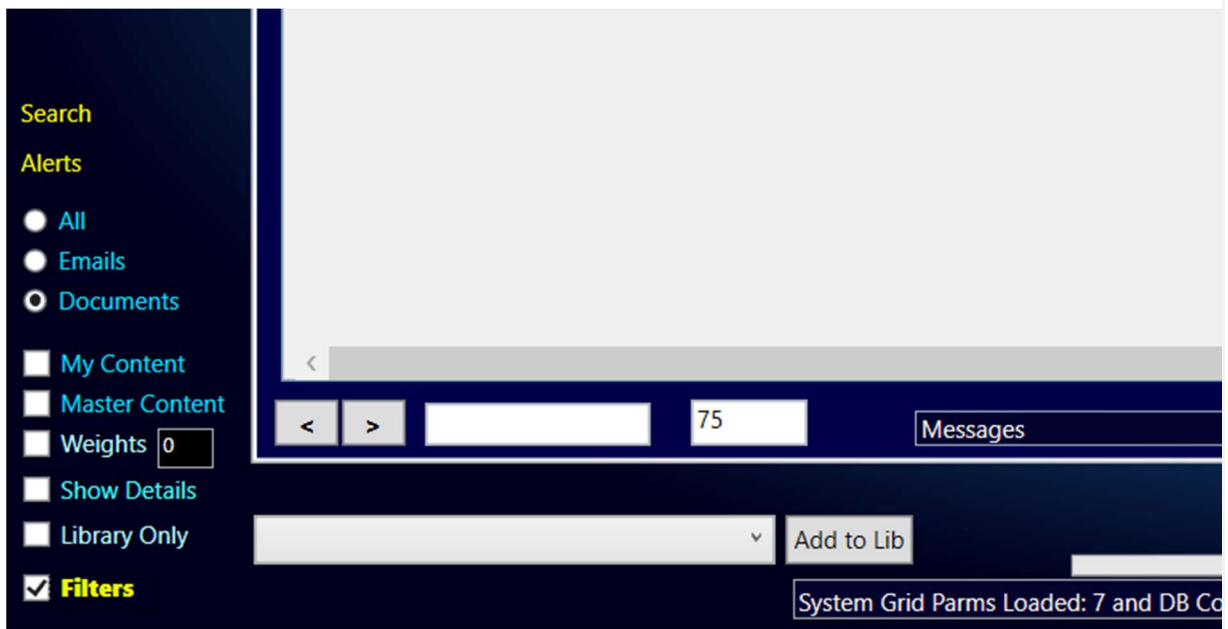 Search
Alerts
All
Emails
Documents
My Content
Master Content
Weights 0
Show Details
Library Only
Filters
<
< > 75 Messages
Add to Lib
System Grid Parms Loaded: 7 and DB Co